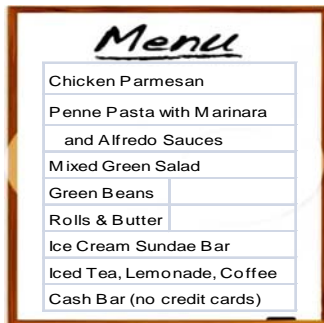 Menu
Chicken Parmesan
Penne Pasta with Marinara
and Alfredo Sauces
Mixed Green Salad
Green Beans
Rolls & Butter
Ice Cream Sundae Bar
Iced Tea, Lemonade, Coffee
Cash Bar (no credit cards)